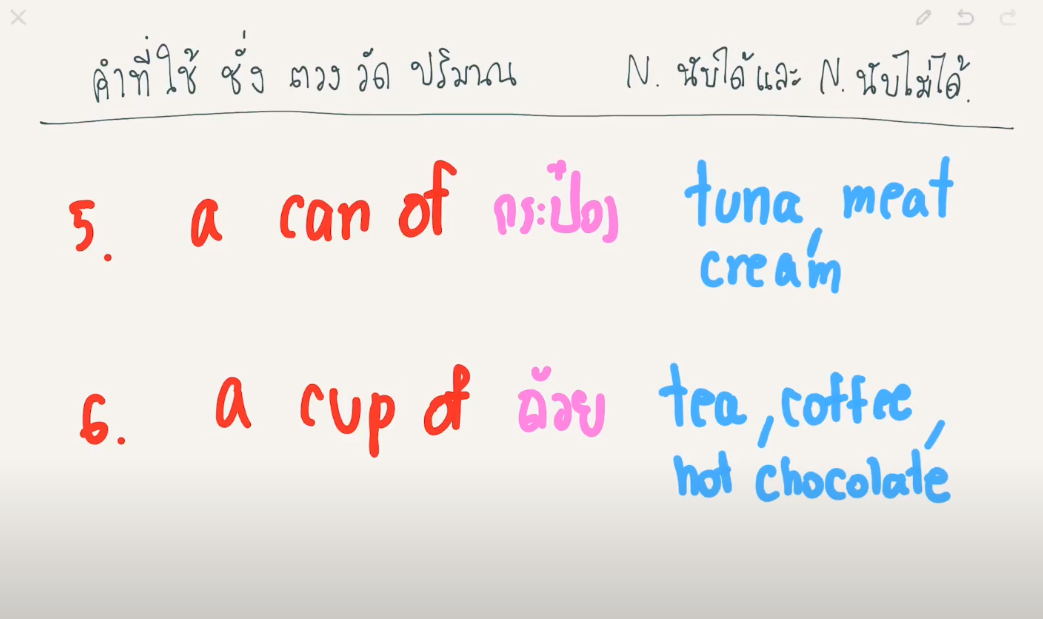 คำที่ใช้ ชั่ง ตวง วัด ปริมาณ N. นับได้ และ N. นับไม่ได้.
5. a can of กระป๋อง tuna, meat
cream
6. a cup of ถ้วย tea, coffee,
hot chocolate